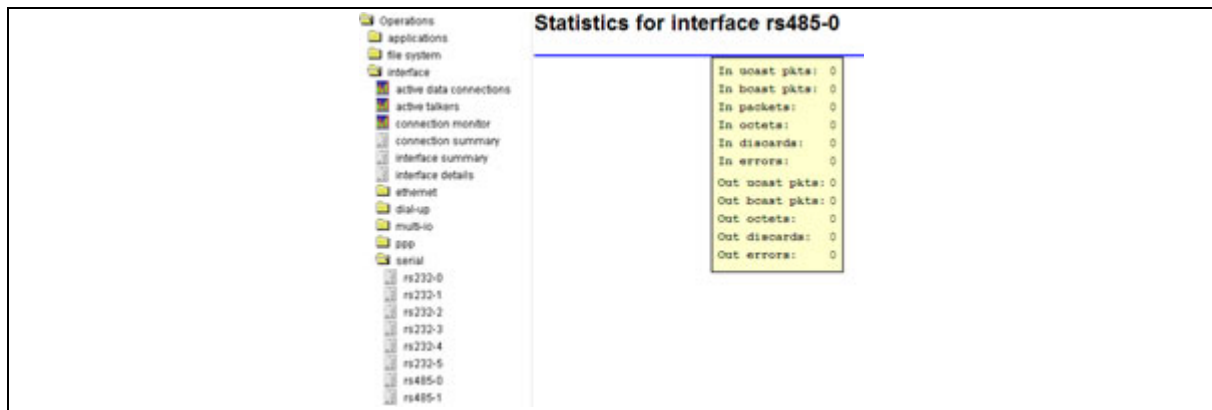 Operations
applications
file system
interface
active data connections
active talkers
connection monitor
connection summary
interface summary
interface details
ethernet
dial-up
multi-io
ppp
serial
rs232-0
rs232-1
rs232-2
rs232-3
rs232-4
rs232-5
rs485-0
rs485-1
Statistics for interface rs485-0
In ucast pkts: 0
In bcast pkts: 0
In packets: 0
In octets: 0
In discards: 0
In errors: 0
Out ucast pkts: 0
Out bcast pkts: 0
Out octets: 0
Out discards: 0
Out errors: 0